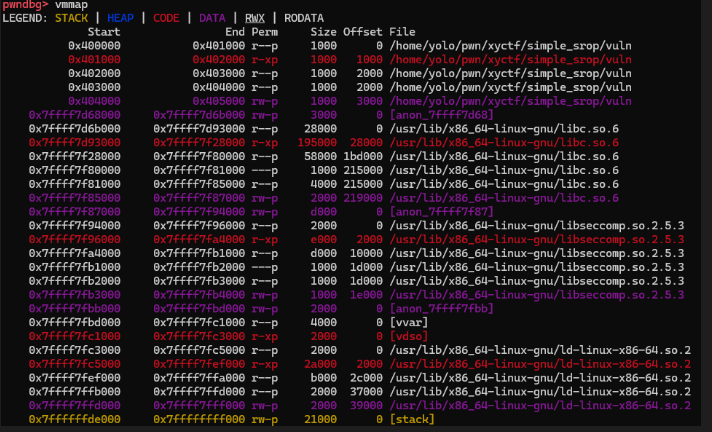 pwndbg> vmmap
LEGEND: STACK | HEAP | CODE | DATA | RWX | RODATA
Start End Perm Size Offset File
0x400000 0x401000 r--p 1000 0 /home/yolo/pwn/xyctf/simple_srop/vuln
0x401000 0x402000 r-xp 1000 1000 /home/yolo/pwn/xyctf/simple_srop/vuln
0x402000 0x403000 r--p 1000 2000 /home/yolo/pwn/xyctf/simple_srop/vuln
0x403000 0x404000 r--p 1000 2000 /home/yolo/pwn/xyctf/simple_srop/vuln
0x404000 0x405000 rw-p 1000 3000 /home/yolo/pwn/xyctf/simple_srop/vuln
0x7ffff7d68000 0x7ffff7d6b000 rw-p 3000 0 [anon_7ffff7d68]
0x7ffff7d6b000 0x7ffff7d93000 r--p 28000 0 /usr/lib/x86_64-linux-gnu/libc.so.6
0x7ffff7d93000 0x7ffff7f28000 r-xp 195000 28000 /usr/lib/x86_64-linux-gnu/libc.so.6
0x7ffff7f28000 0x7ffff7f80000 r--p 58000 1bd000 /usr/lib/x86_64-linux-gnu/libc.so.6
0x7ffff7f80000 0x7ffff7f81000 ---p 1000 215000 /usr/lib/x86_64-linux-gnu/libc.so.6
0x7ffff7f81000 0x7ffff7f85000 r--p 4000 215000 /usr/lib/x86_64-linux-gnu/libc.so.6
0x7ffff7f85000 0x7ffff7f87000 rw-p 2000 219000 /usr/lib/x86_64-linux-gnu/libc.so.6
0x7ffff7f87000 0x7ffff7f94000 rw-p d000 0 [anon_7ffff7f87]
0x7ffff7f94000 0x7ffff7f96000 r--p 2000 0 /usr/lib/x86_64-linux-gnu/libseccomp.so.2.5.3
0x7ffff7f96000 0x7ffff7fa4000 r-xp e000 2000 /usr/lib/x86_64-linux-gnu/libseccomp.so.2.5.3
0x7ffff7fa4000 0x7ffff7fb1000 r--p d000 10000 /usr/lib/x86_64-linux-gnu/libseccomp.so.2.5.3
0x7ffff7fb1000 0x7ffff7fb2000 ---p 1000 1d000 /usr/lib/x86_64-linux-gnu/libseccomp.so.2.5.3
0x7ffff7fb2000 0x7ffff7fb3000 r--p 1000 1d000 /usr/lib/x86_64-linux-gnu/libseccomp.so.2.5.3
0x7ffff7fb3000 0x7ffff7fb4000 rw-p 1000 1e000 /usr/lib/x86_64-linux-gnu/libseccomp.so.2.5.3
0x7ffff7fbb000 0x7ffff7fbd000 rw-p 2000 0 [anon_7ffff7fbb]
0x7ffff7fbd000 0x7ffff7fc1000 r--p 4000 0 [vvar]
0x7ffff7fc1000 0x7ffff7fc3000 r-xp 2000 0 [vdso]
0x7ffff7fc3000 0x7ffff7fc5000 r--p 2000 0 /usr/lib/x86_64-linux-gnu/ld-linux-x86-64.so.2
0x7ffff7fc5000 0x7ffff7fef000 r-xp 2a000 2000 /usr/lib/x86_64-linux-gnu/ld-linux-x86-64.so.2
0x7ffff7fef000 0x7ffff7ffa000 r--p b000 2c000 /usr/lib/x86_64-linux-gnu/ld-linux-x86-64.so.2
0x7ffff7ffb000 0x7ffff7ffd000 r--p 2000 37000 /usr/lib/x86_64-linux-gnu/ld-linux-x86-64.so.2
0x7ffff7ffd000 0x7ffff7fff000 rw-p 2000 39000 /usr/lib/x86_64-linux-gnu/ld-linux-x86-64.so.2
0x7ffffffde000 0x7ffffffff000 rw-p 21000 0 [stack]